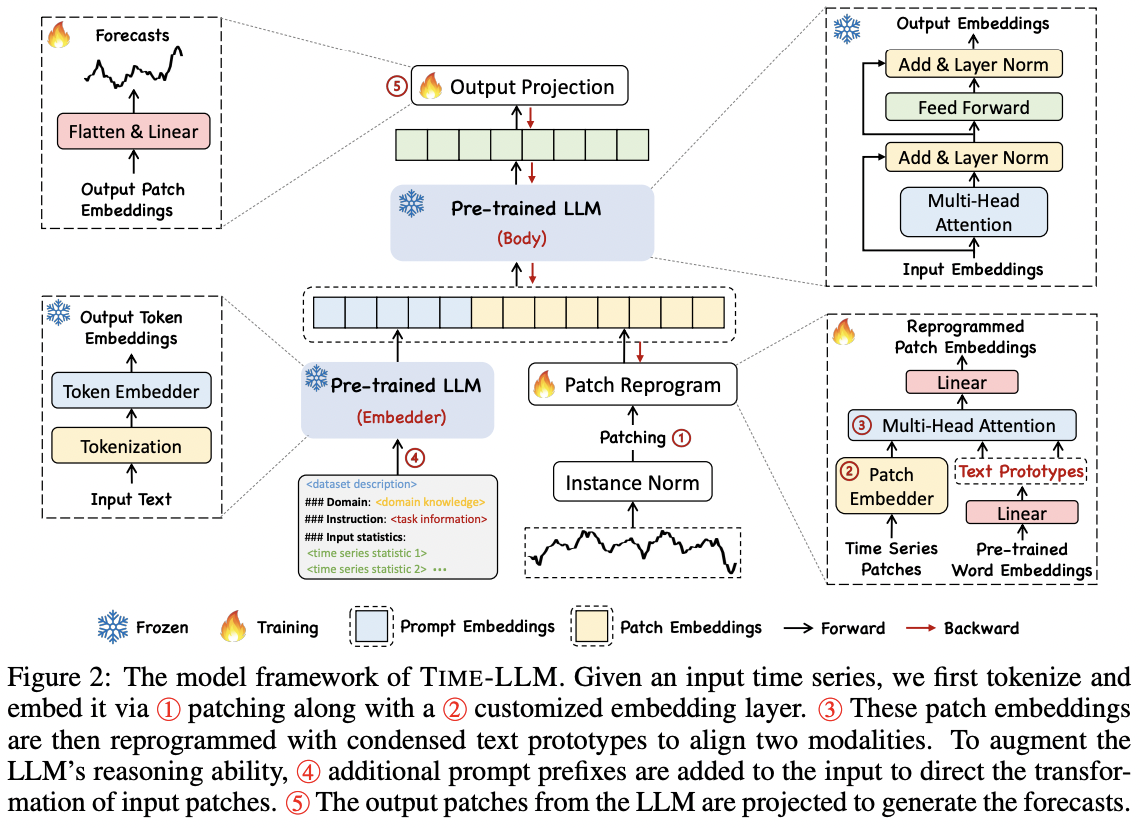 Forecasts
Flatten & Linear
Output Patch
Embeddings
⑤ Output Projection
Pre-trained LLM
(Body)
Output Embeddings
Add & Layer Norm
Feed Forward
Add & Layer Norm
Multi-Head
Attention
Input Embeddings
Output Token
Embeddings
Token Embedder
Tokenization
Input Text
Pre-trained LLM
(Embedder)
④
<dataset description>
### Domain: <domain knowledge>
### Instruction: <task information>
### Input statistics:
<time series statistic 1>
<time series statistic 2> ···
Patch Reprogram
Patching ①
Instance Norm
Reprogrammed
Patch Embeddings
Linear
③ Multi-Head Attention
② Patch
Embedder
Text Prototypes
Linear
Time Series
Patches
Pre-trained
Word Embeddings
Frozen Training Prompt Embeddings Patch Embeddings Forward Backward
Figure 2: The model framework of TIME-LLM. Given an input time series, we first tokenize and
embed it via ① patching along with a ② customized embedding layer. ③ These patch embeddings
are then reprogrammed with condensed text prototypes to align two modalities. To augment the
LLM's reasoning ability, ④ additional prompt prefixes are added to the input to direct the transfor-
mation of input patches. ⑤ The output patches from the LLM are projected to generate the forecasts.